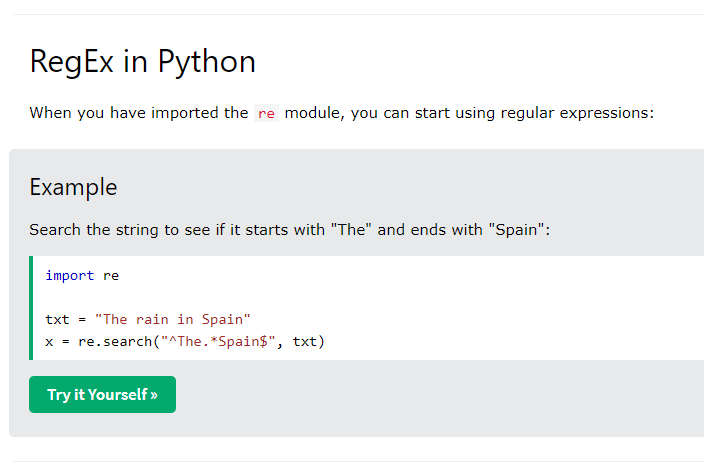 RegEx in Python
When you have imported the re module, you can start using regular expressions:
Example
Search the string to see if it starts with "The" and ends with "Spain":
import re
txt = "The rain in Spain"
x = re.search("^The.*Spain$", txt)
Try it Yourself »